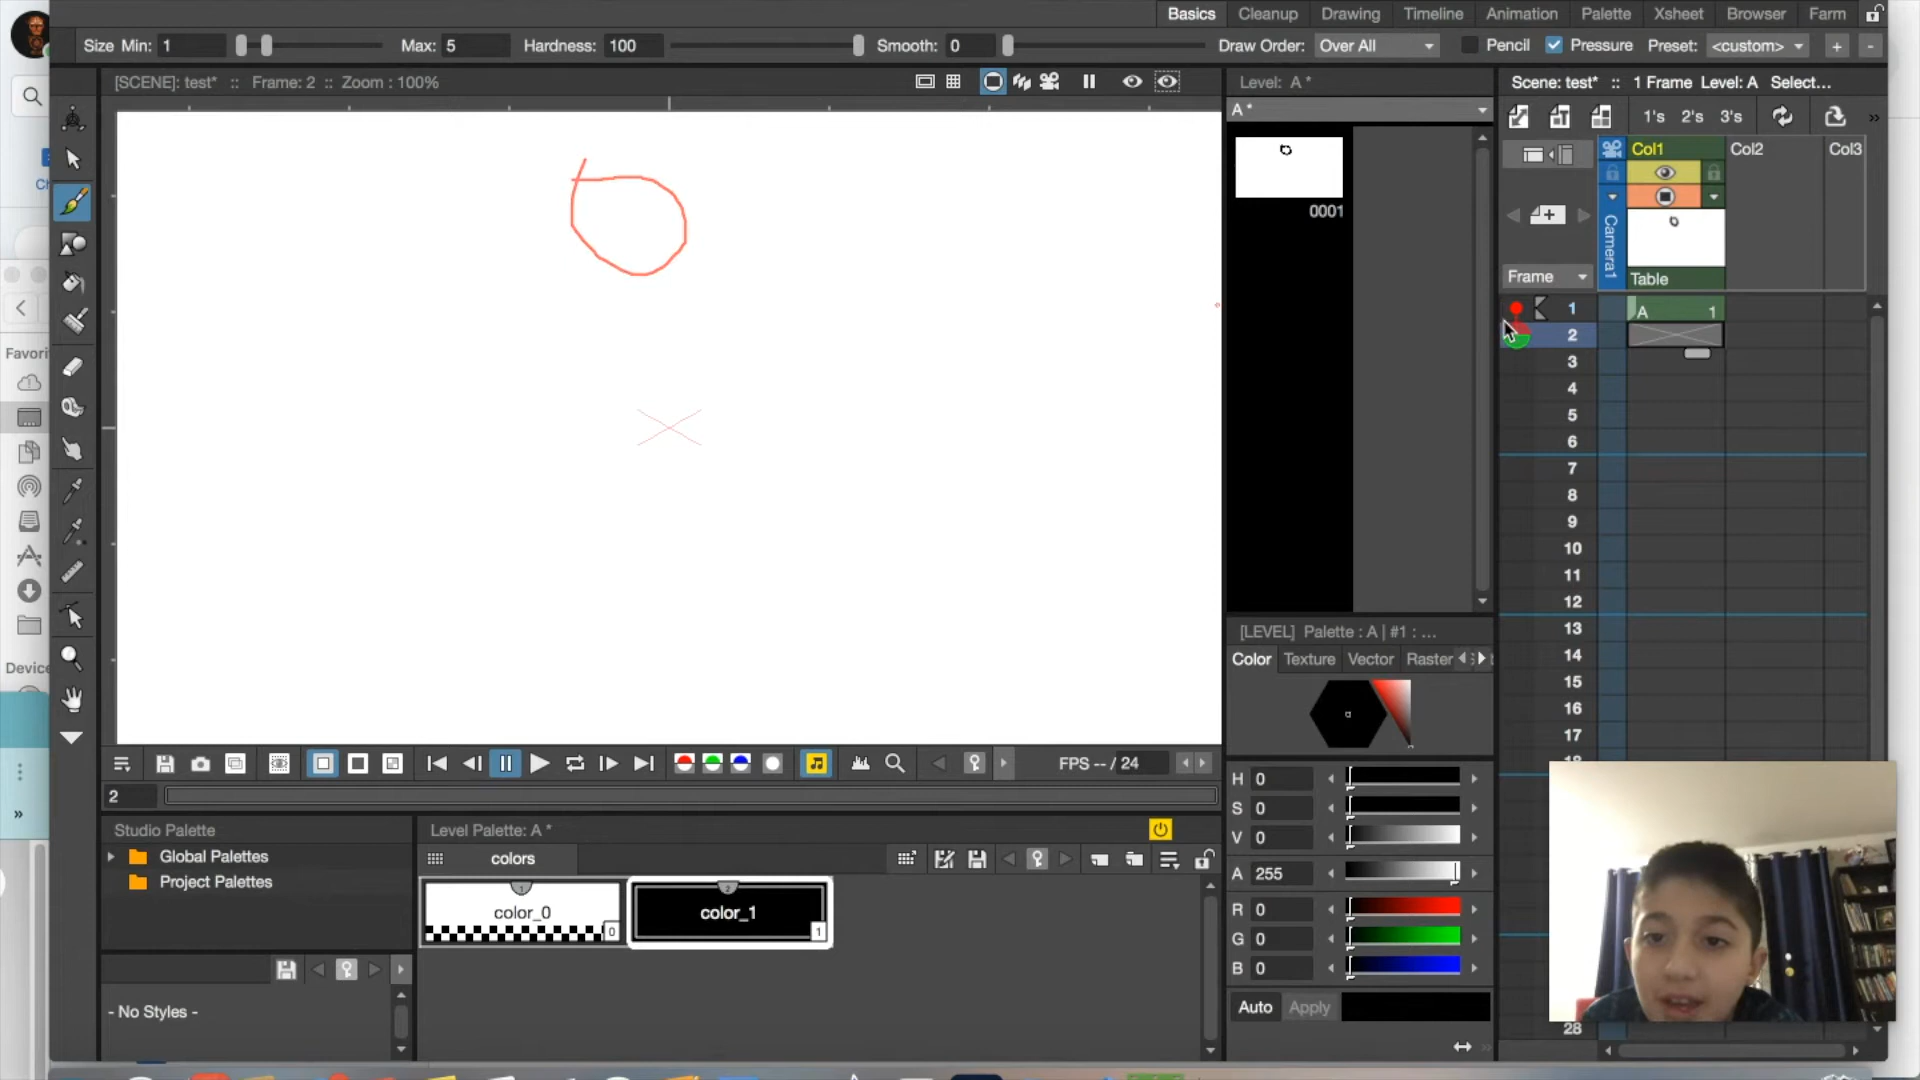 Basics Cleanup Drawing Timeline Animation Palette Xsheet Browser Farm
Size Min: 1 Max: 5 Hardness: 100 Smooth: 0 Draw Order: Over All Pencil Pressure Preset: <custom> + -
[SCENE]: test* :: Frame: 2 :: Zoom : 100%
Level: A *
Scene: test* :: 1 Frame Level: A Select...
A *
1's 2's 3's »
Col1 Col2 Col3
0001
Camera1
Frame
Table
1 A 1
2
3
4
5
6
7
8
9
10
11
12
13
14
15
16
17
28
Favori
Device
»
[LEVEL] Palette : A | #1 : ...
Color Texture Vector Raster
H 0
S 0
V 0
A 255
R 0
G 0
B 0
Auto Apply
FPS -- / 24
2
Studio Palette
Global Palettes
Project Palettes
- No Styles -
Level Palette: A *
colors
1 2
color_0 color_1
0 1